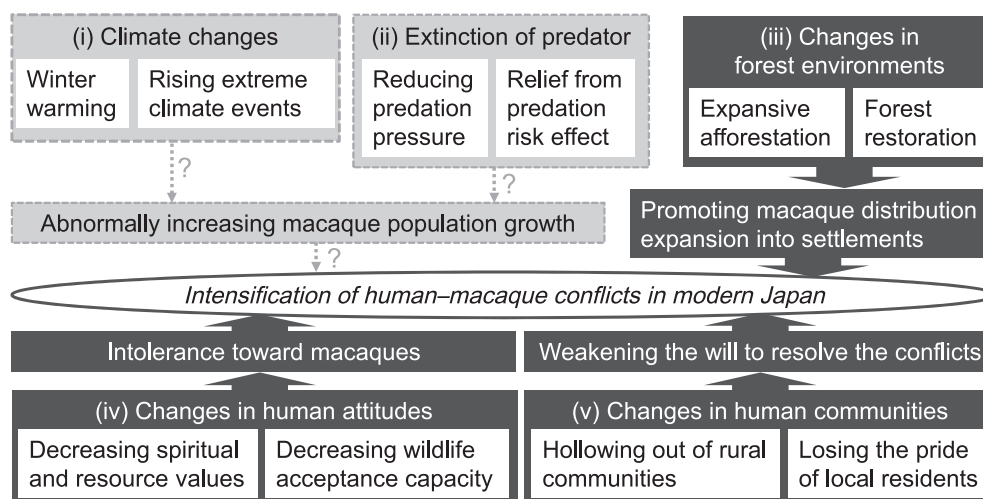 (i) Climate changes
Winter
warming
Rising extreme
climate events
(ii) Extinction of predator
Reducing
predation
pressure
Relief from
predation
risk effect
(iii) Changes in
forest environments
Expansive
afforestation
Forest
restoration
?
?
Abnormally increasing macaque population growth
Promoting macaque distribution
expansion into settlements
?
Intensification of human–macaque conflicts in modern Japan
Intolerance toward macaques
Weakening the will to resolve the conflicts
(iv) Changes in human attitudes
Decreasing spiritual
and resource values
Decreasing wildlife
acceptance capacity
(v) Changes in human communities
Hollowing out of rural
communities
Losing the pride
of local residents